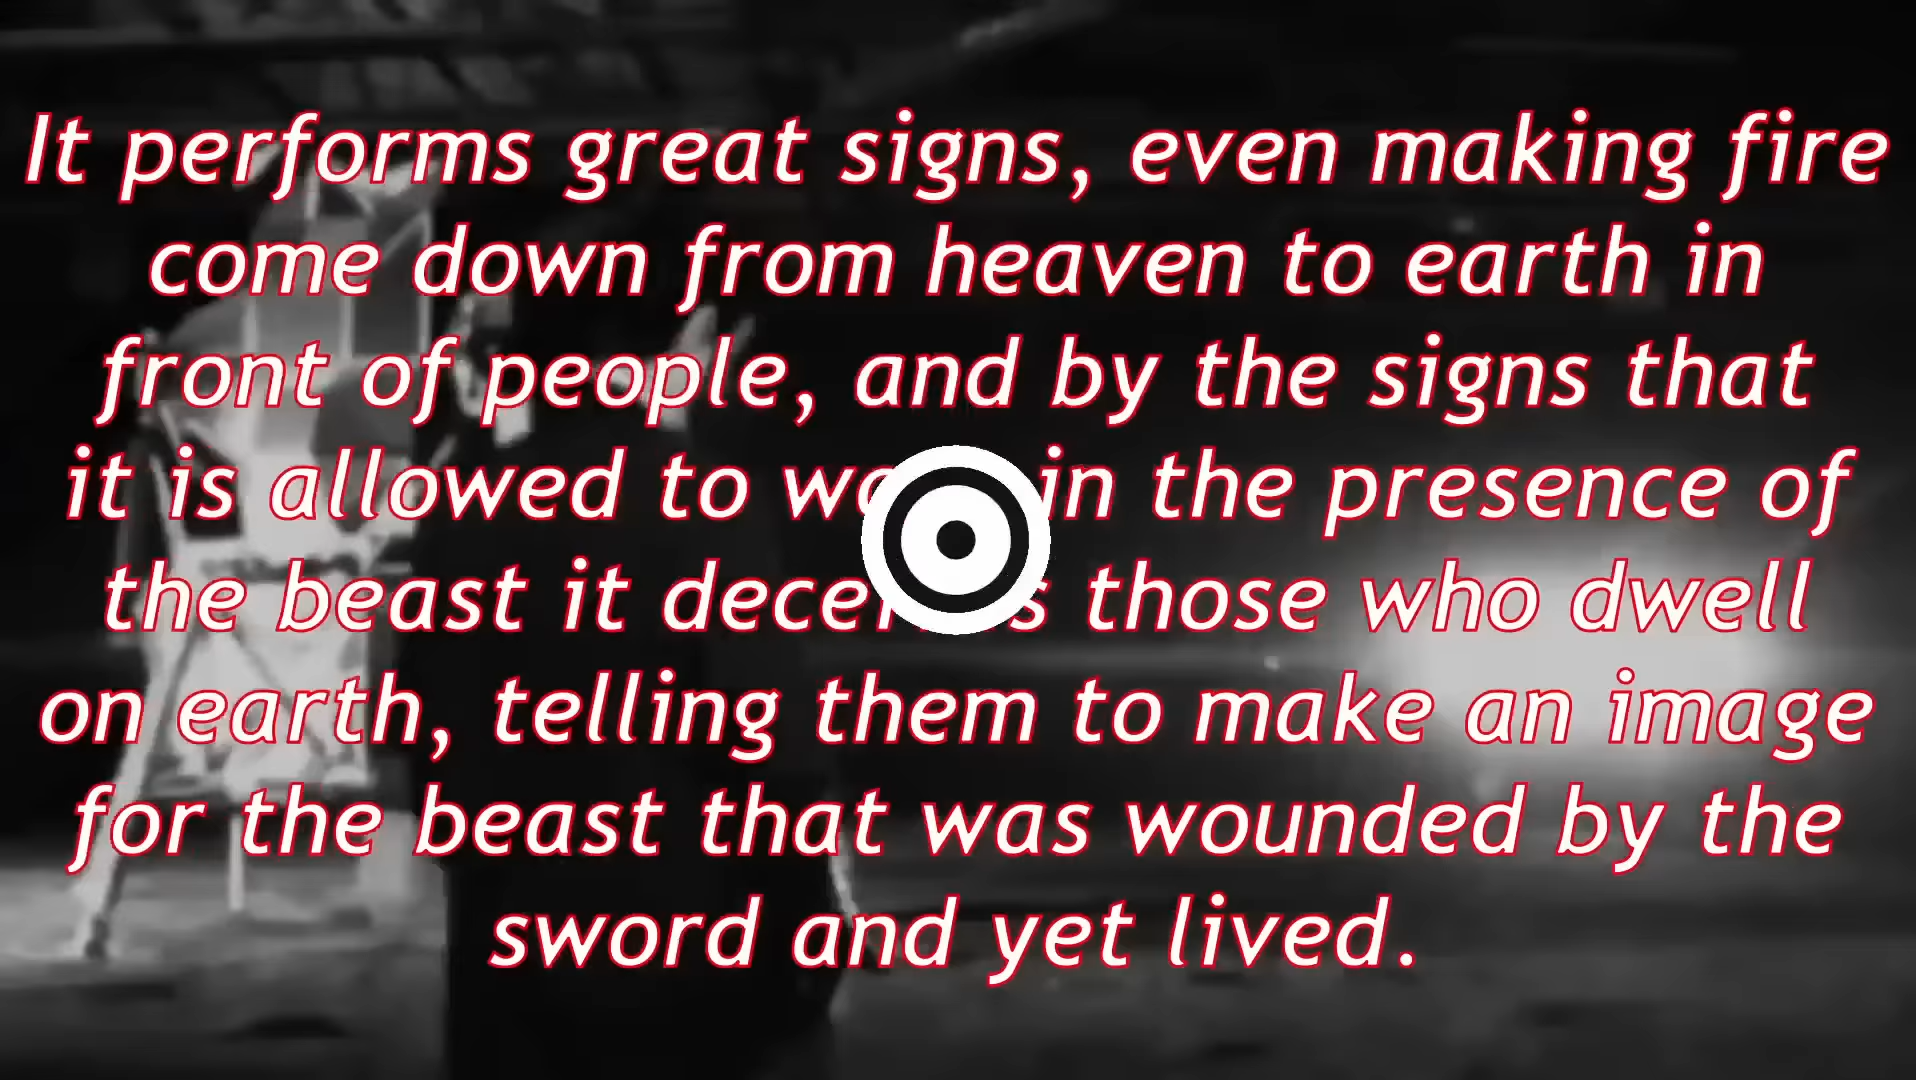 It performs great signs, even making fire
come down from heaven to earth in
front of people, and by the signs that
it is allowed to in the presence of
the beast it those who dwell
on earth, telling them to make an image
for the beast that was wounded by the
sword and yet lived.